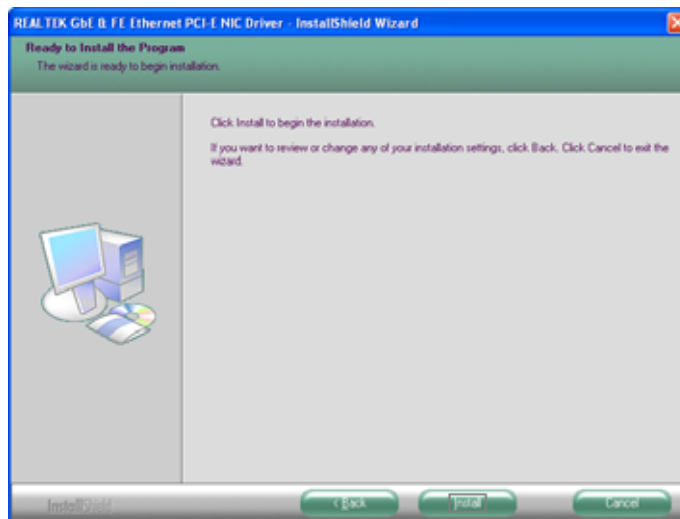 REALTEK GbE & FE Ethernet PCI-E NIC Driver - InstallShield Wizard
Ready to Install the Program
The wizard is ready to begin installation.
Click Install to begin the installation.
If you want to review or change any of your installation settings, click Back. Click Cancel to exit the
wizard.
InstallShield
< Back
Install
Cancel